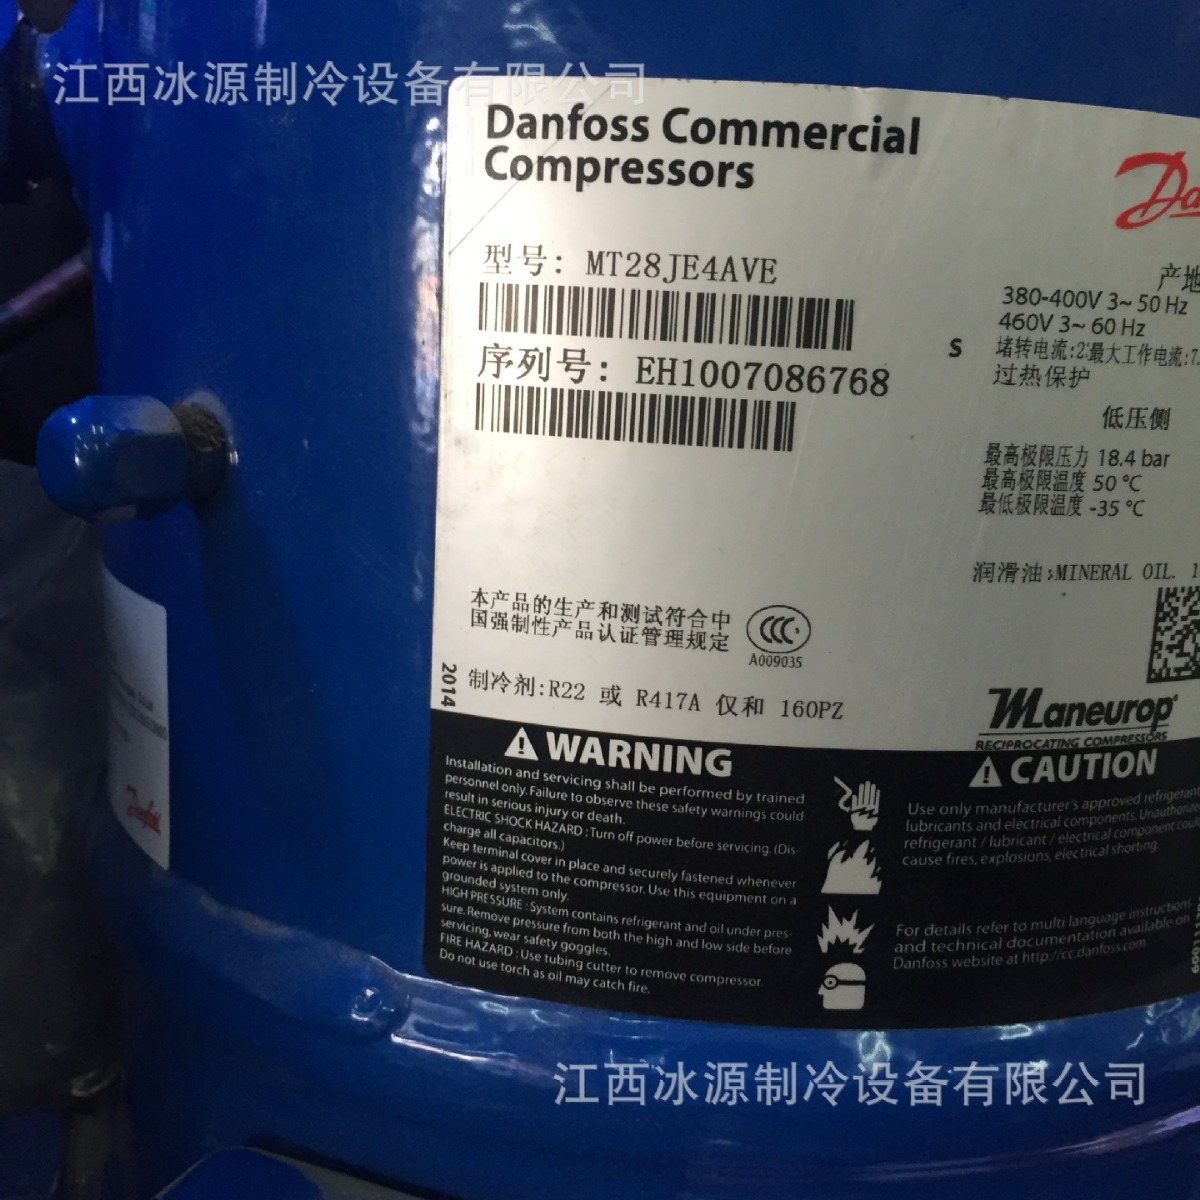 江西冰源制冷设备有限公司
Danfoss Commercial
Compressors
型号: MT28JE4AVE
产地
380-400V 3~ 50 Hz
460V 3~ 60 Hz
S
堵转电流:2 最大工作电流:7.
过热保护
序列号: EH1007086768
低压侧
最高极限压力 18.4 bar
最高极限温度 50 °C
最低极限温度 -35 °C
润滑油:MINERAL OIL.
本产品的生产和测试符合中
国强制性产品认证管理规定
CCC
A009035
2014
制冷剂:R22 或 R417A 仅和 160PZ
Maneurop®
RECIPROCATING COMPRESSORS
WARNING
Installation and servicing shall be performed by trained
personnel only. Failure to observe these safety warnings could
result in serious injury or death.
ELECTRIC SHOCK HAZARD : Turn off power before servicing. (Dis-
charge all capacitors.)
Keep terminal cover in place and securely fastened whenever
power is applied to the compressor. Use this equipment on a
grounded system only.
HIGH PRESSURE : System contains refrigerant and oil under pres-
sure. Remove pressure from both the high and low side before
servicing, wear safety goggles.
FIRE HAZARD : Use tubing cutter to remove compressor.
Do not use torch as oil may catch fire.
CAUTION
Use only manufacturer's approved refrigerant
lubricants and electrical components. Unauthorized
refrigerant / lubricant / electrical component cou
cause fires, explosions, electrical shorting.
For details refer to multi language instructions
and technical documentation available on
Danfoss website at http://cc.danfoss.com.
Danfoss
江西冰源制冷设备有限公司